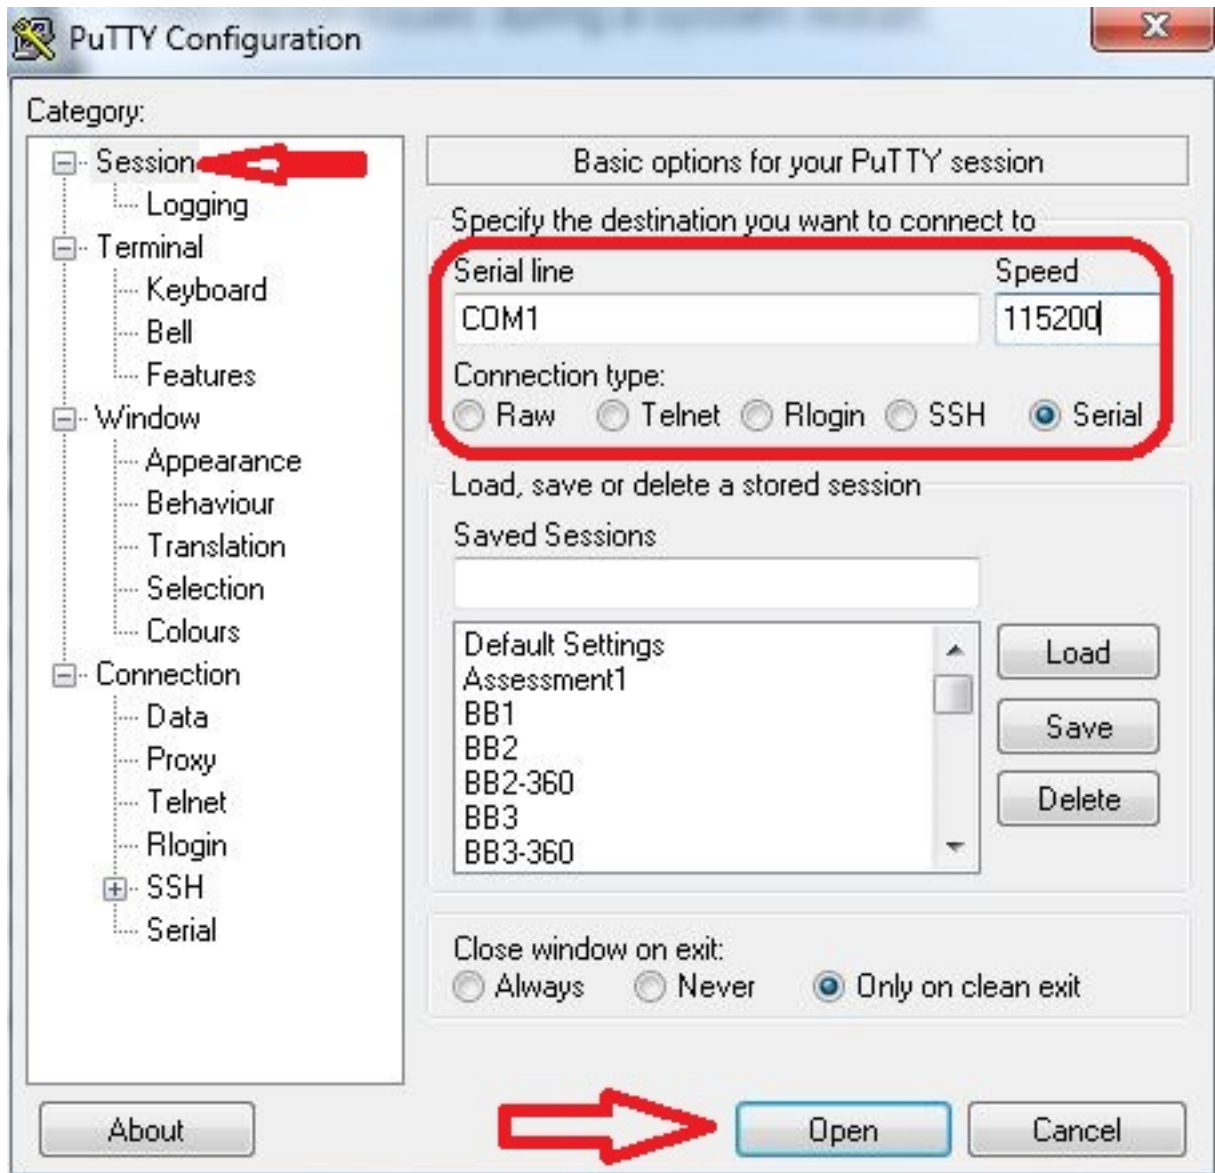 PuTTY Configuration
Category:
Session
Logging
Terminal
Keyboard
Bell
Features
Window
Appearance
Behaviour
Translation
Selection
Colours
Connection
Data
Proxy
Telnet
Rlogin
SSH
Serial
Basic options for your PuTTY session
Specify the destination you want to connect to
Serial line Speed
COM1 115200
Connection type:
Raw Telnet Rlogin SSH Serial
Load, save or delete a stored session
Saved Sessions
Default Settings
Assessment1
BB1
BB2
BB2-360
BB3
BB3-360
Load
Save
Delete
Close window on exit:
Always Never Only on clean exit
About Open Cancel